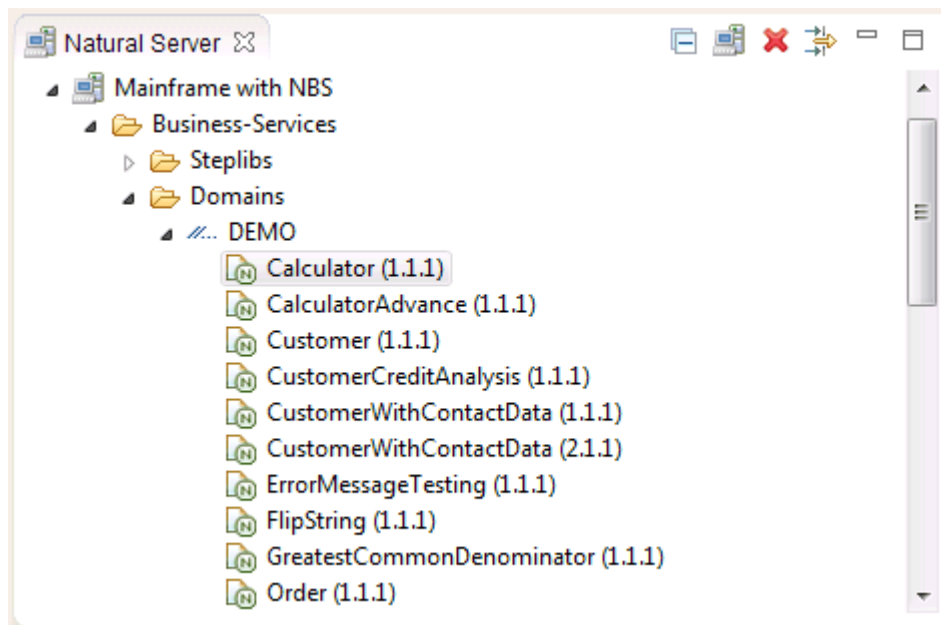 Natural Server
Mainframe with NBS
Business-Services
Steplibs
Domains
//... DEMO
Calculator (1.1.1)
CalculatorAdvance (1.1.1)
Customer (1.1.1)
CustomerCreditAnalysis (1.1.1)
CustomerWithContactData (1.1.1)
CustomerWithContactData (2.1.1)
ErrorMessageTesting (1.1.1)
FlipString (1.1.1)
GreatestCommonDenominator (1.1.1)
Order (1.1.1)